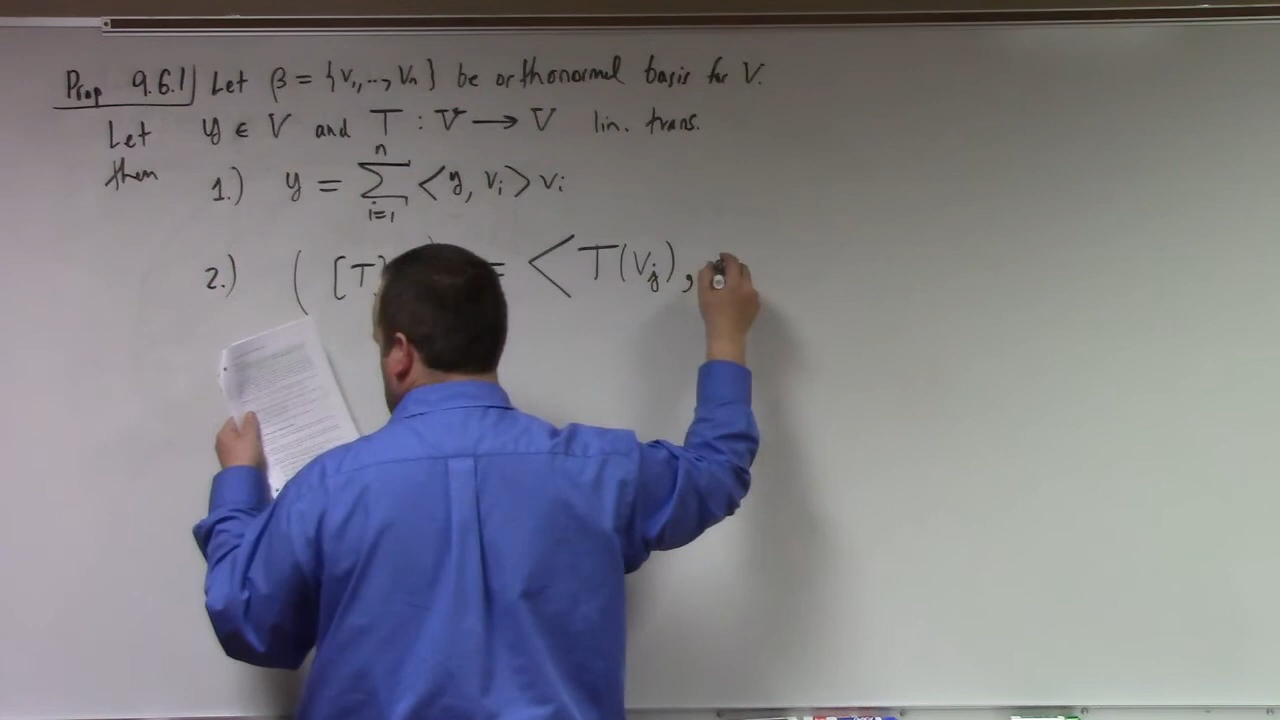 Prop 9.6.1 Let β = {v₁,..., vₙ} be orthonormal basis for V.
Let y ∈ V and T : V → V lin. trans.
then 1.) y = ∑ᵢ₌₁ⁿ <y, vᵢ> vᵢ
2.) ( [T] = < T(vⱼ),